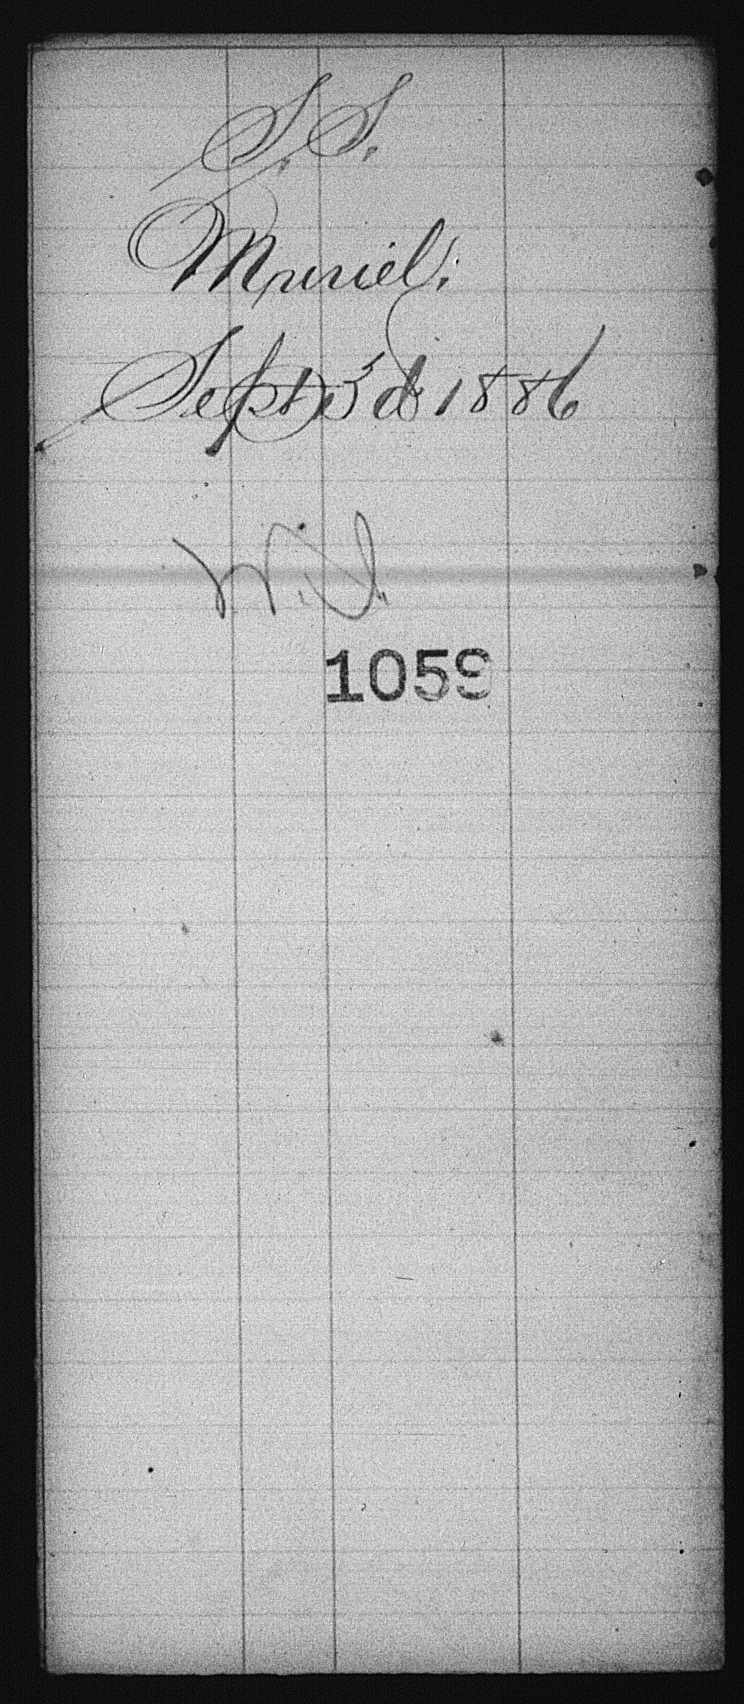 S. S.
Muriel.
Sept 3d 1886
W.D.
1059